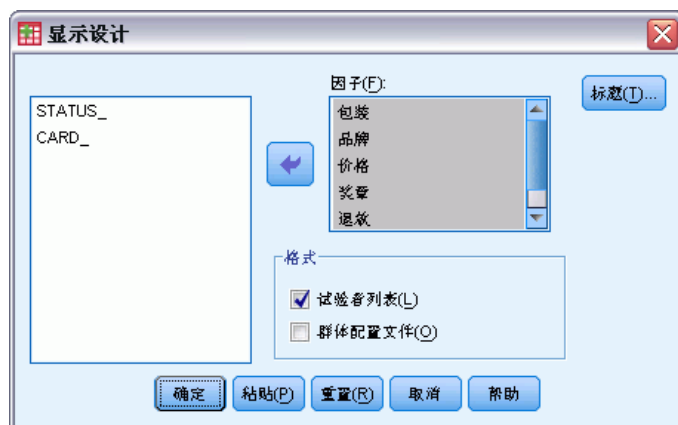 显示设计
因子(F):
标题(T)...
STATUS_
CARD_
包装
品牌
价格
奖章
退款
格式
试验者列表(L)
群体配置文件(O)
确定
粘贴(P)
重置(R)
取消
帮助